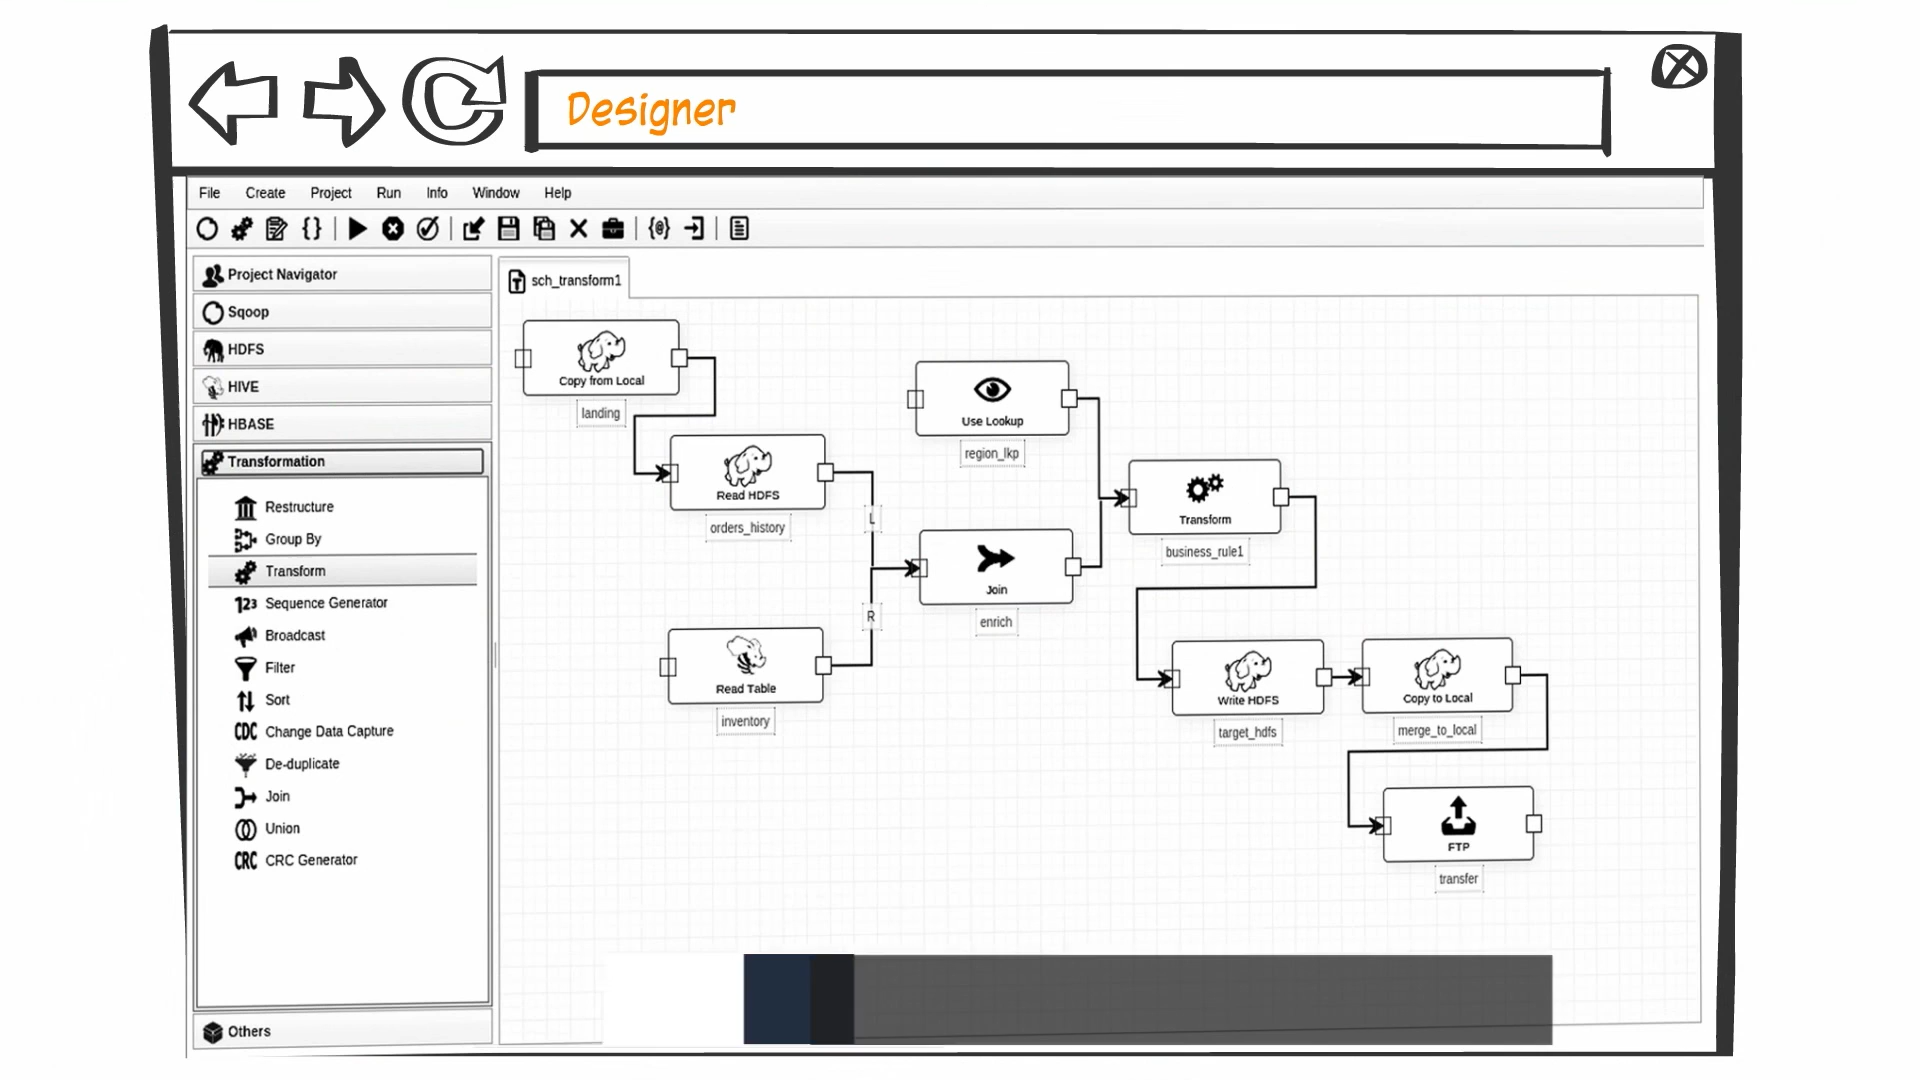 Designer
File Create Project Run Info Window Help
Project Navigator
Sqoop
HDFS
HIVE
HBASE
Transformation
Restructure
Group By
Transform
123 Sequence Generator
Broadcast
Filter
Sort
CDC Change Data Capture
De-duplicate
Join
Union
CRC CRC Generator
Others
sch_transform1
Copy from Local
landing
Read HDFS
orders_history
L
R
Read Table
inventory
Use Lookup
region_lkp
Join
enrich
Transform
business_rule1
Write HDFS
target_hdfs
Copy to Local
merge_to_local
FTP
transfer